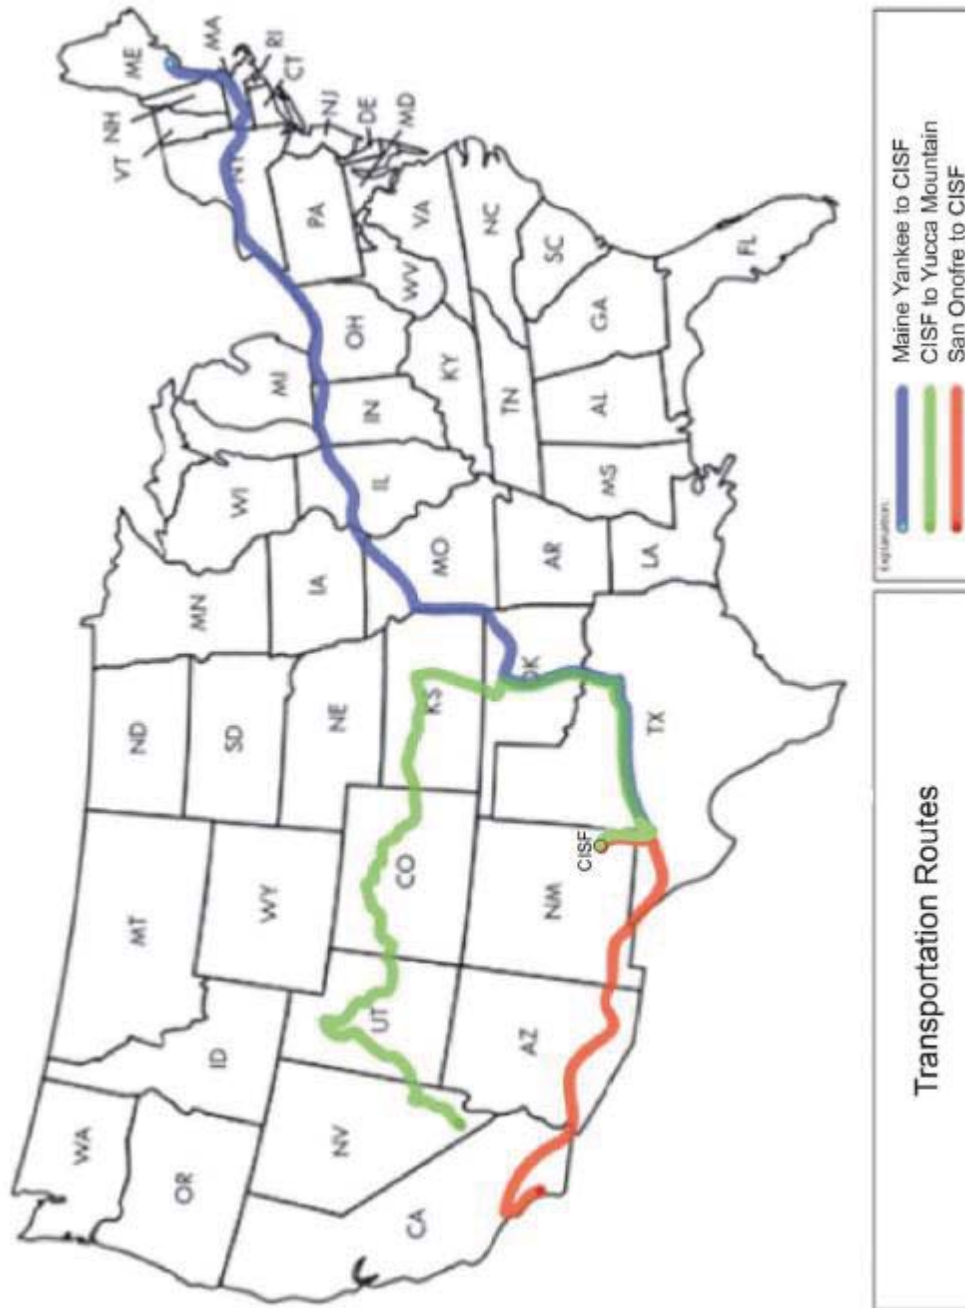 WA
MT
ND
MN
ME
VT
NH
MA
RI
CT
NY
OR
ID
WY
SD
WI
MI
PA
NJ
DE
MD
NV
UT
CO
NE
IA
IL
IN
OH
WV
VA
CA
AZ
NM
KS
MO
KY
NC
TN
SC
OK
AR
MS
AL
GA
TX
LA
FL
CISF
Transportation Routes
Explanation:
Maine Yankee to CISF
CISF to Yucca Mountain
San Onofre to CISF